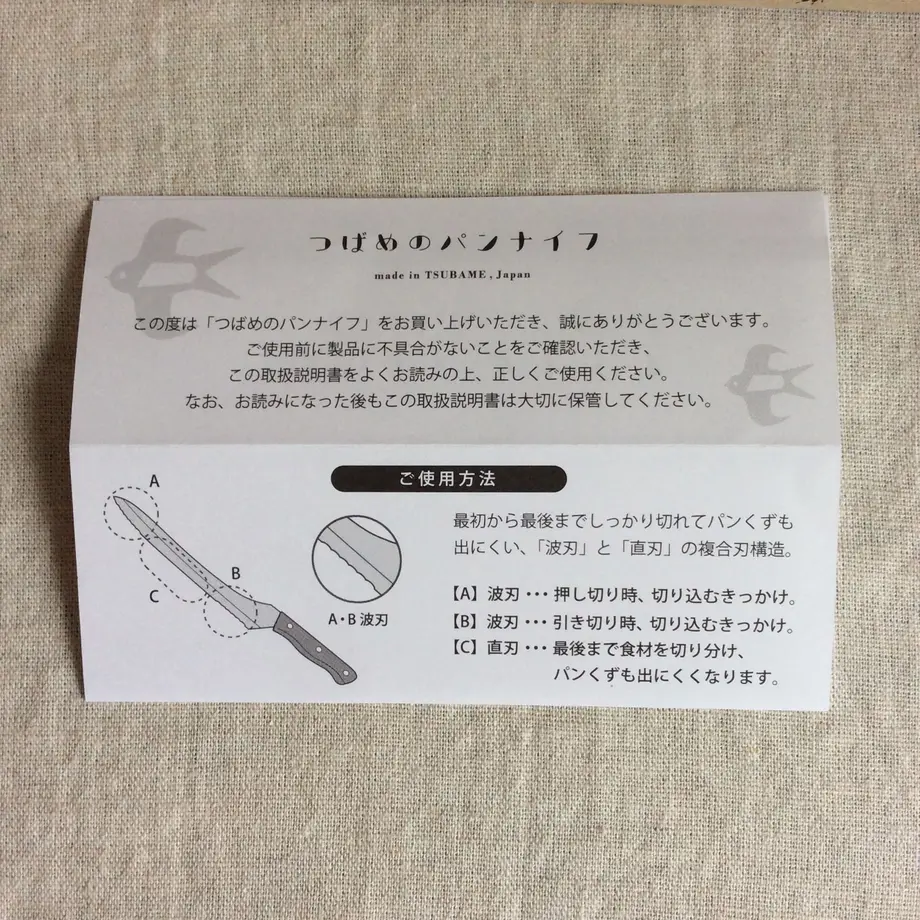 つばめのパンナイフ
made in TSUBAME, Japan
この度は「つばめのパンナイフ」をお買い上げいただき、誠にありがとうございます。
ご使用前に製品に不具合がないことをご確認いただき、
この取扱説明書をよくお読みの上、正しくご使用ください。
なお、お読みになった後もこの取扱説明書は大切に保管してください。
ご使用方法
A
B
C
A・B 波刃
最初から最後までしっかり切れてパンくずも
出にくい、「波刃」と「直刃」の複合刃構造。
【A】波刃・・・押し切り時、切り込むきっかけ。
【B】波刃・・・引き切り時、切り込むきっかけ。
【C】直刃・・・最後まで食材を切り分け、
パンくずも出にくくなります。